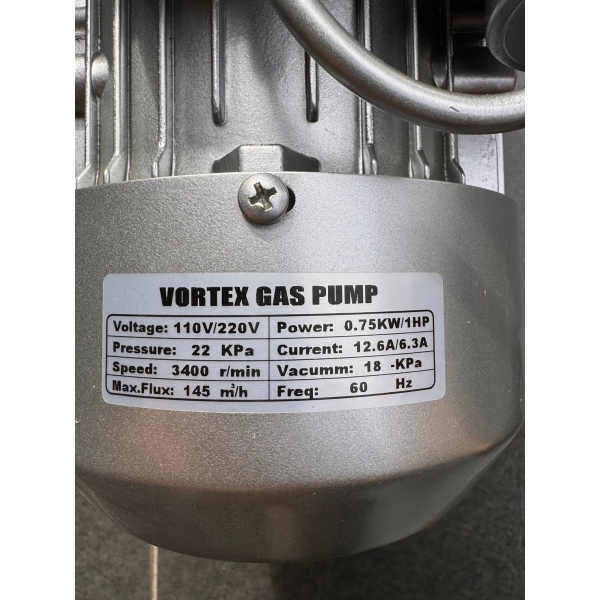 VORTEX GAS PUMP
Voltage: 110V/220V Power: 0.75KW/1HP
Pressure: 22 KPa Current: 12.6A/6.3A
Speed: 3400 r/min Vacumm: 18 -KPa
Max.Flux: 145 m³/h Freq: 60 Hz